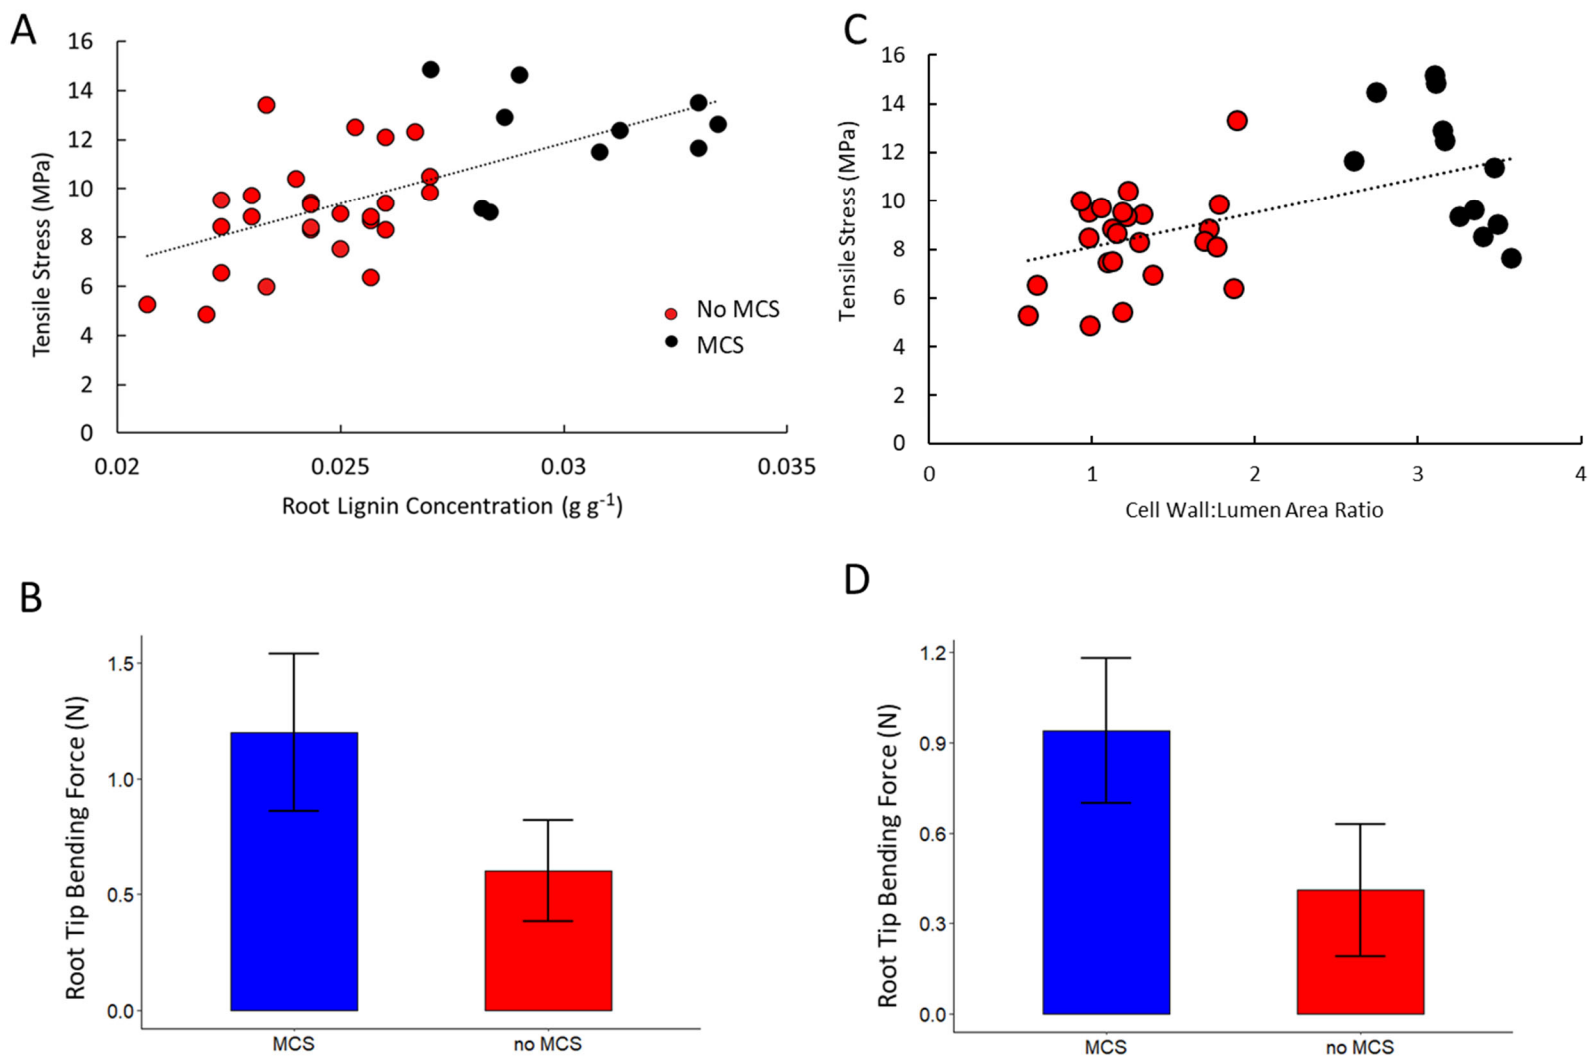 A
16
14
12
10
8
6
4
2
0
Tensile Stress (MPa)
0.02
0.025
0.03
0.035
Root Lignin Concentration (g g⁻¹)
No MCS
MCS
C
16
14
12
10
8
6
4
2
0
Tensile Stress (MPa)
0
1
2
3
4
Cell Wall:Lumen Area Ratio
B
1.5
1.0
0.5
0.0
Root Tip Bending Force (N)
MCS
no MCS
D
1.2
0.9
0.6
0.3
0.0
Root Tip Bending Force (N)
MCS
no MCS